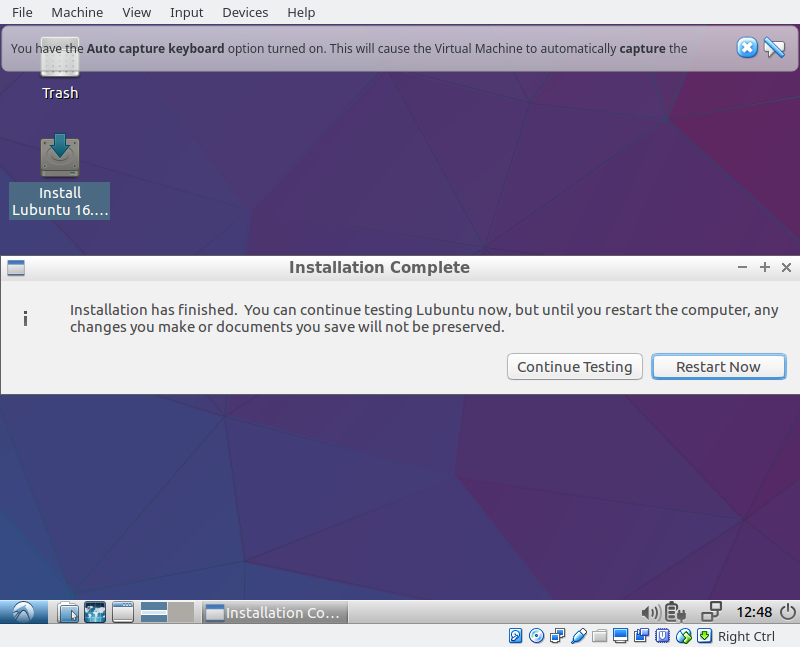 File Machine View Input Devices Help
You have the Auto capture keyboard option turned on. This will cause the Virtual Machine to automatically capture the
Trash
Install
Lubuntu 16....
Installation Complete
Installation has finished.  You can continue testing Lubuntu now, but until you restart the computer, any
changes you make or documents you save will not be preserved.
Continue Testing Restart Now
Installation Co... 12:48
Right Ctrl